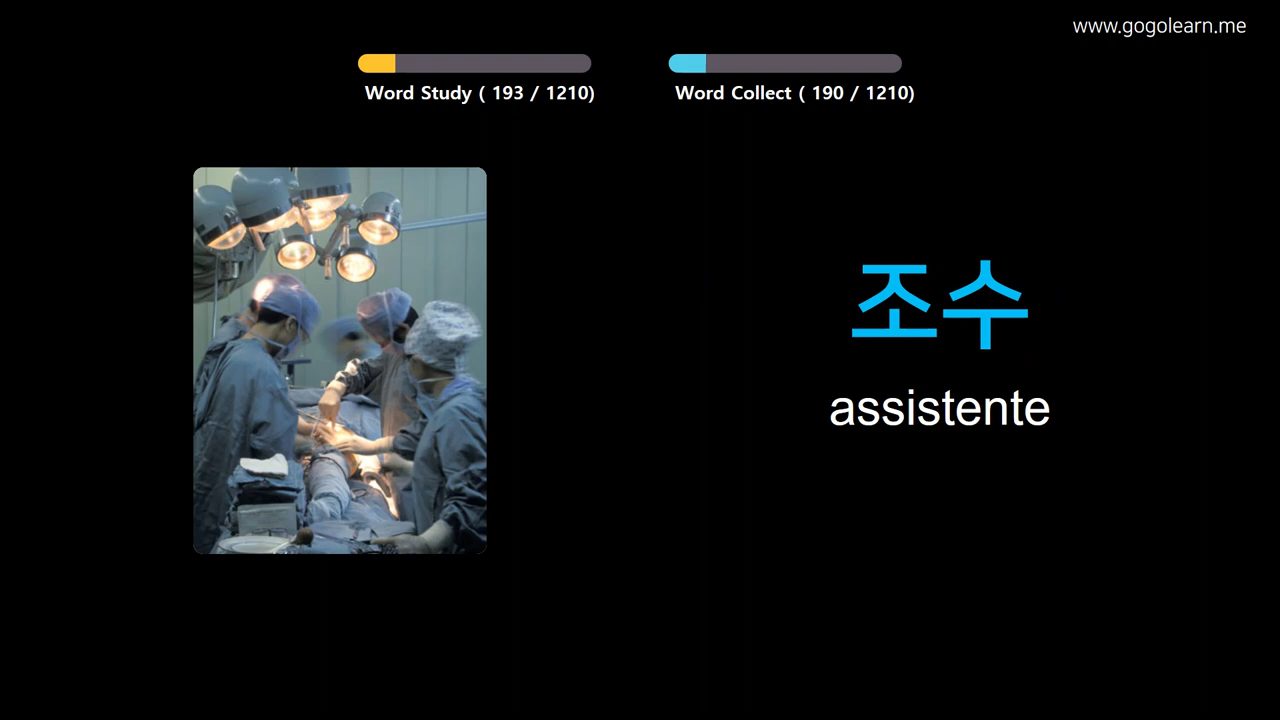 www.gogolearn.me
Word Study ( 193 / 1210)
Word Collect ( 190 / 1210)
조수
assistente